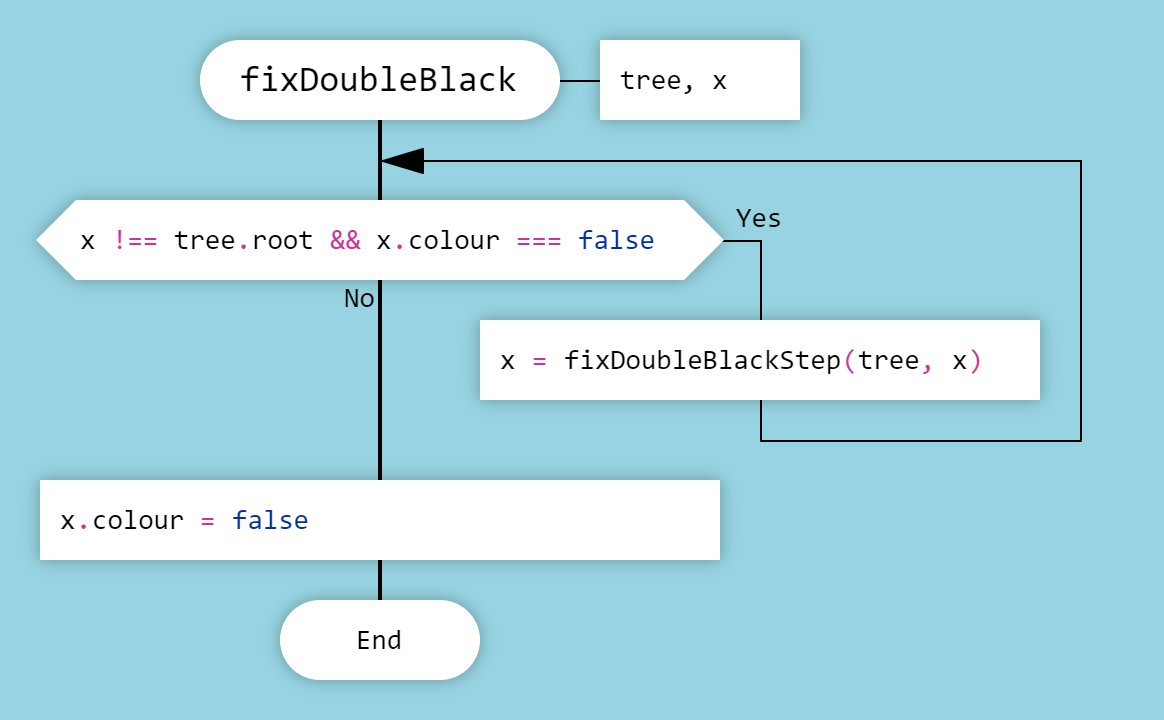 fixDoubleBlack
tree, x
x !== tree.root && x.colour === false
Yes
No
x = fixDoubleBlackStep(tree, x)
x.colour = false
End